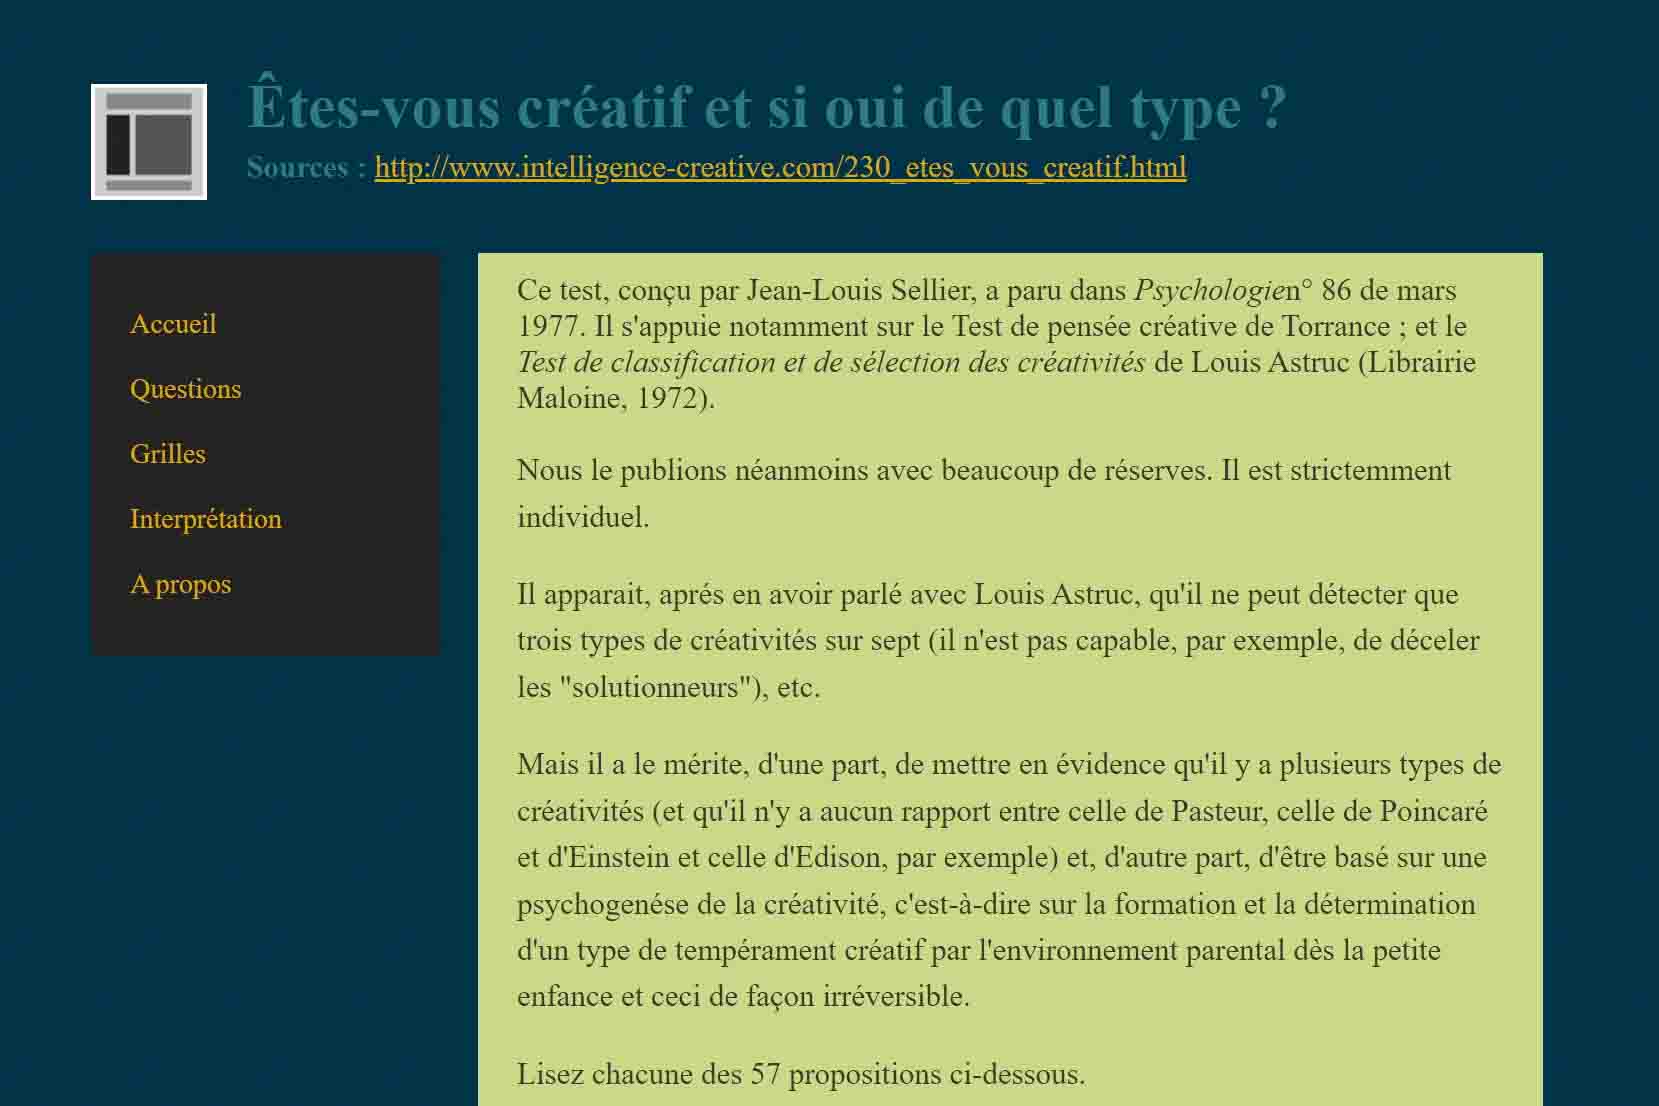 Êtes-vous créatif et si oui de quel type ?
Sources : http://www.intelligence-creative.com/230_etes_vous_creatif.html
Accueil
Questions
Grilles
Interprétation
A propos
Ce test, conçu par Jean-Louis Sellier, a paru dans Psychologien° 86 de mars
1977. Il s'appuie notamment sur le Test de pensée créative de Torrance ; et le
Test de classification et de sélection des créativités de Louis Astruc (Librairie
Maloine, 1972).
Nous le publions néanmoins avec beaucoup de réserves. Il est strictemment
individuel.
Il apparait, aprés en avoir parlé avec Louis Astruc, qu'il ne peut détecter que
trois types de créativités sur sept (il n'est pas capable, par exemple, de déceler
les "solutionneurs"), etc.
Mais il a le mérite, d'une part, de mettre en évidence qu'il y a plusieurs types de
créativités (et qu'il n'y a aucun rapport entre celle de Pasteur, celle de Poincaré
et d'Einstein et celle d'Edison, par exemple) et, d'autre part, d'être basé sur une
psychogenése de la créativité, c'est-à-dire sur la formation et la détermination
d'un type de tempérament créatif par l'environnement parental dès la petite
enfance et ceci de façon irréversible.
Lisez chacune des 57 propositions ci-dessous.